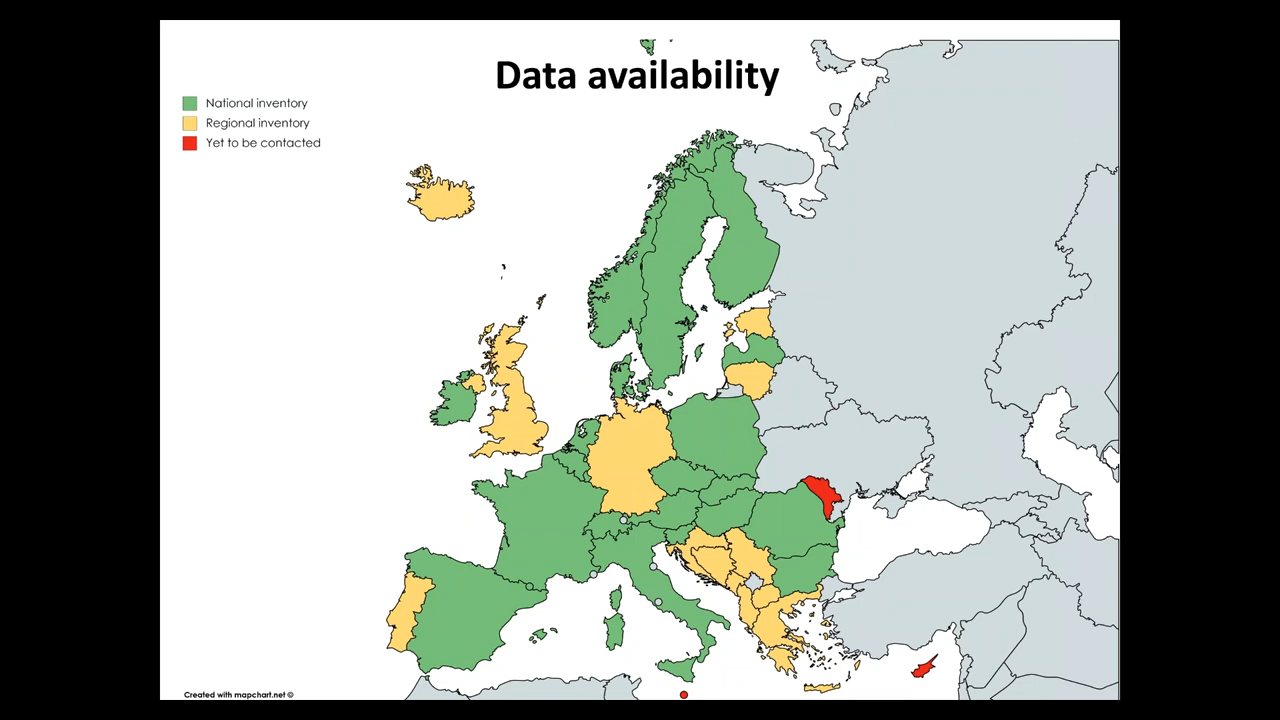 Data availability
National inventory
Regional inventory
Yet to be contacted
Created with mapchart.net ©